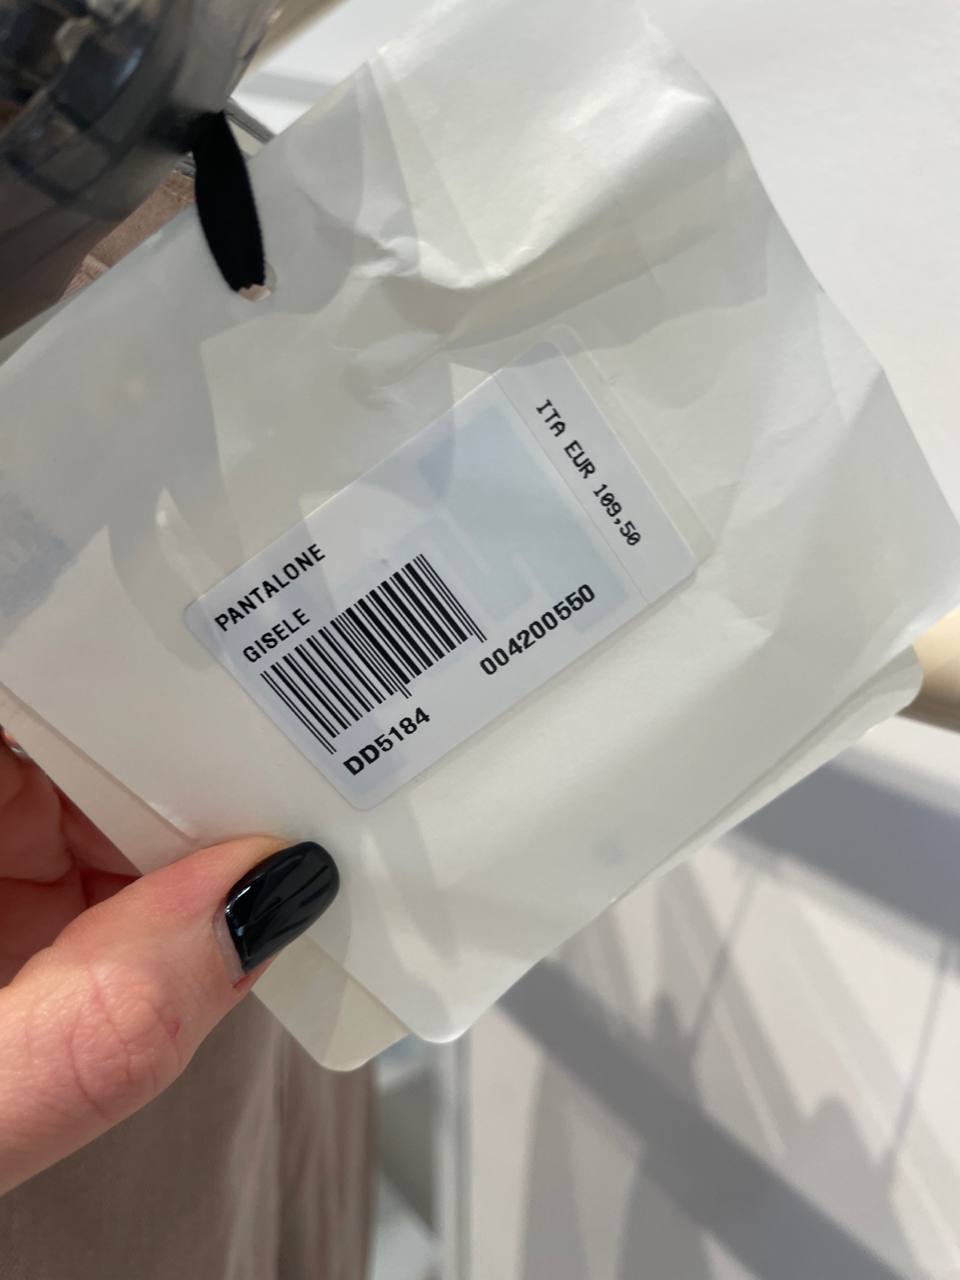 PANTALONE
GISELE
DD5184
004200550
ITA EUR 109,50